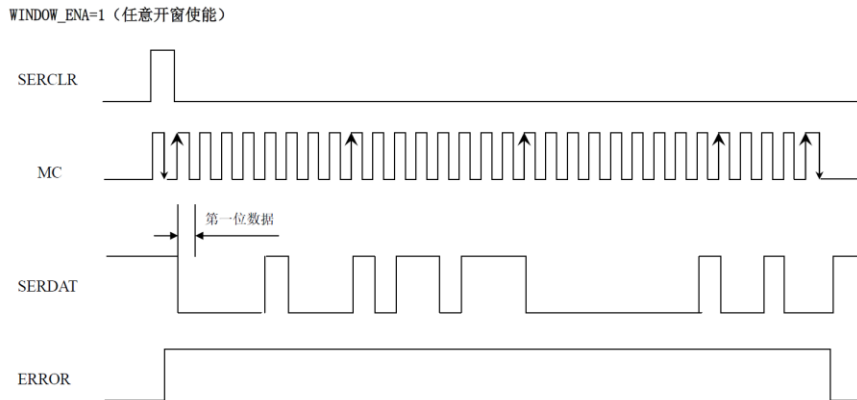 WINDOW_ENA=1（任意开窗使能）
SERCLR
MC
第一位数据
SERDAT
ERROR